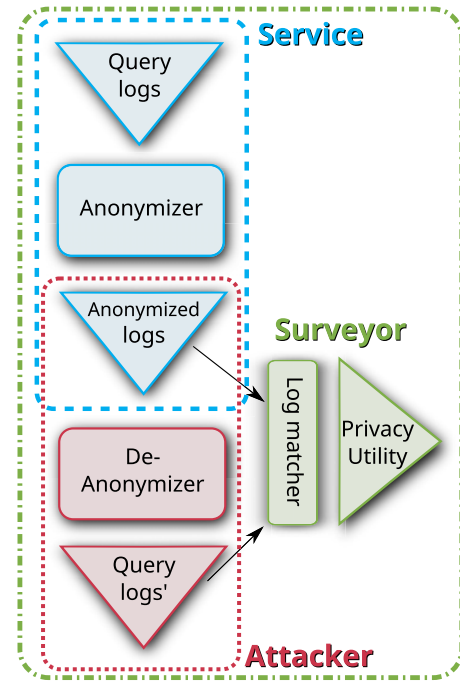 Service
Query
logs
Anonymizer
Anonymized
logs
Surveyor
Log matcher
Privacy
Utility
De-
Anonymizer
Query
logs'
Attacker